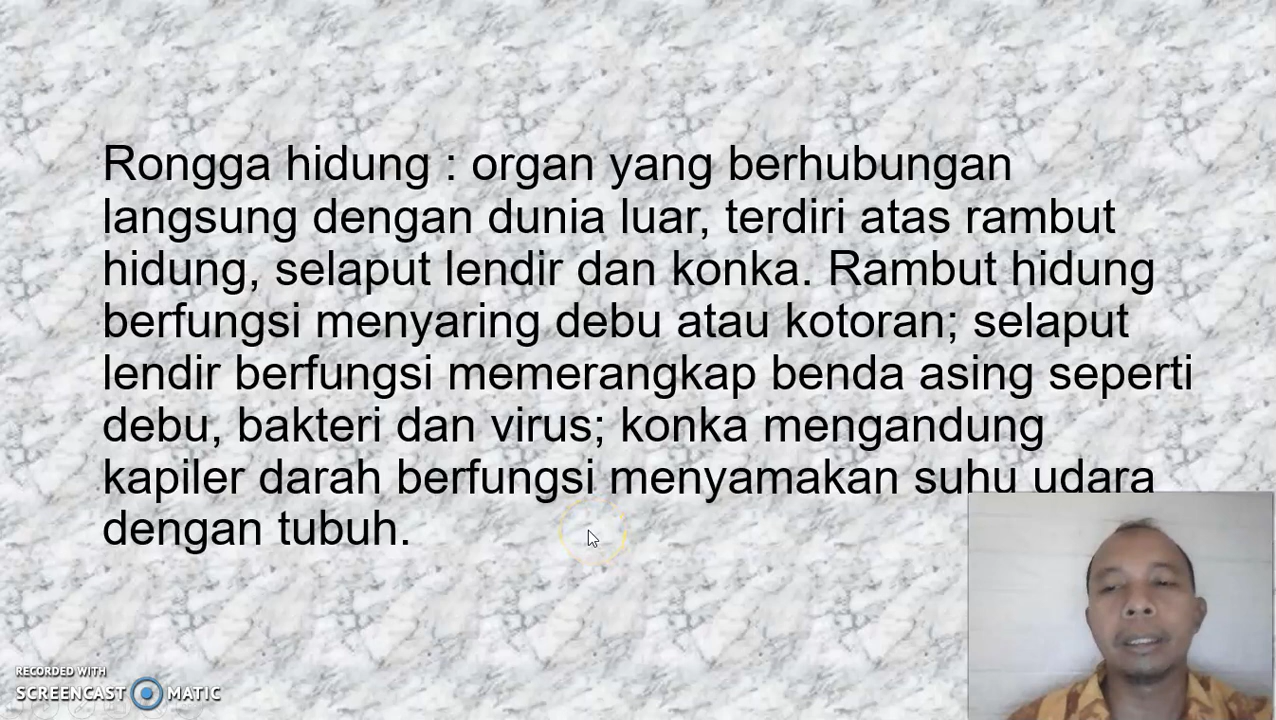 Rongga hidung : organ yang berhubungan
langsung dengan dunia luar, terdiri atas rambut
hidung, selaput lendir dan konka. Rambut hidung
berfungsi menyaring debu atau kotoran; selaput
lendir berfungsi memerangkap benda asing seperti
debu, bakteri dan virus; konka mengandung
kapiler darah berfungsi menyamakan suhu udara
dengan tubuh.
RECORDED WITH
SCREENCAST MATIC